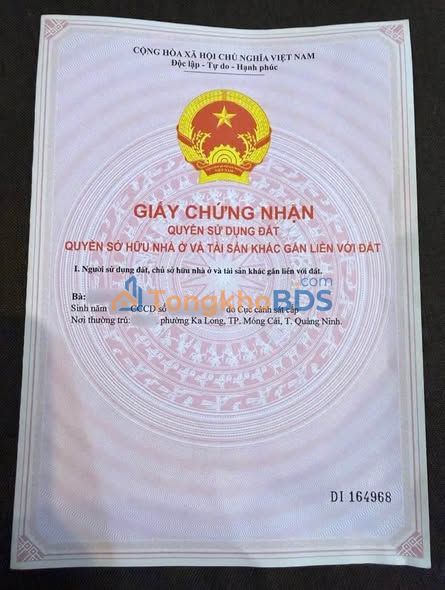 CỘNG HÒA XÃ HỘI CHỦ NGHĨA VIỆT NAM
Độc lập - Tự do - Hạnh phúc
VIỆT NAM
GIẤY CHỨNG NHẬN
QUYỀN SỬ DỤNG ĐẤT
QUYỀN SỞ HỮU NHÀ Ở VÀ TÀI SẢN KHÁC GẮN LIỀN VỚI ĐẤT
I. Người sử dụng đất, chủ sở hữu nhà ở và tài sản khác gắn liền với đất.
Bà:
TongkhoBDS.com
Sinh năm CCCD số do Cục cảnh sát cấp
Nơi thường trú: phường Ka Long, TP. Móng Cái, T. Quảng Ninh.
DI 164968